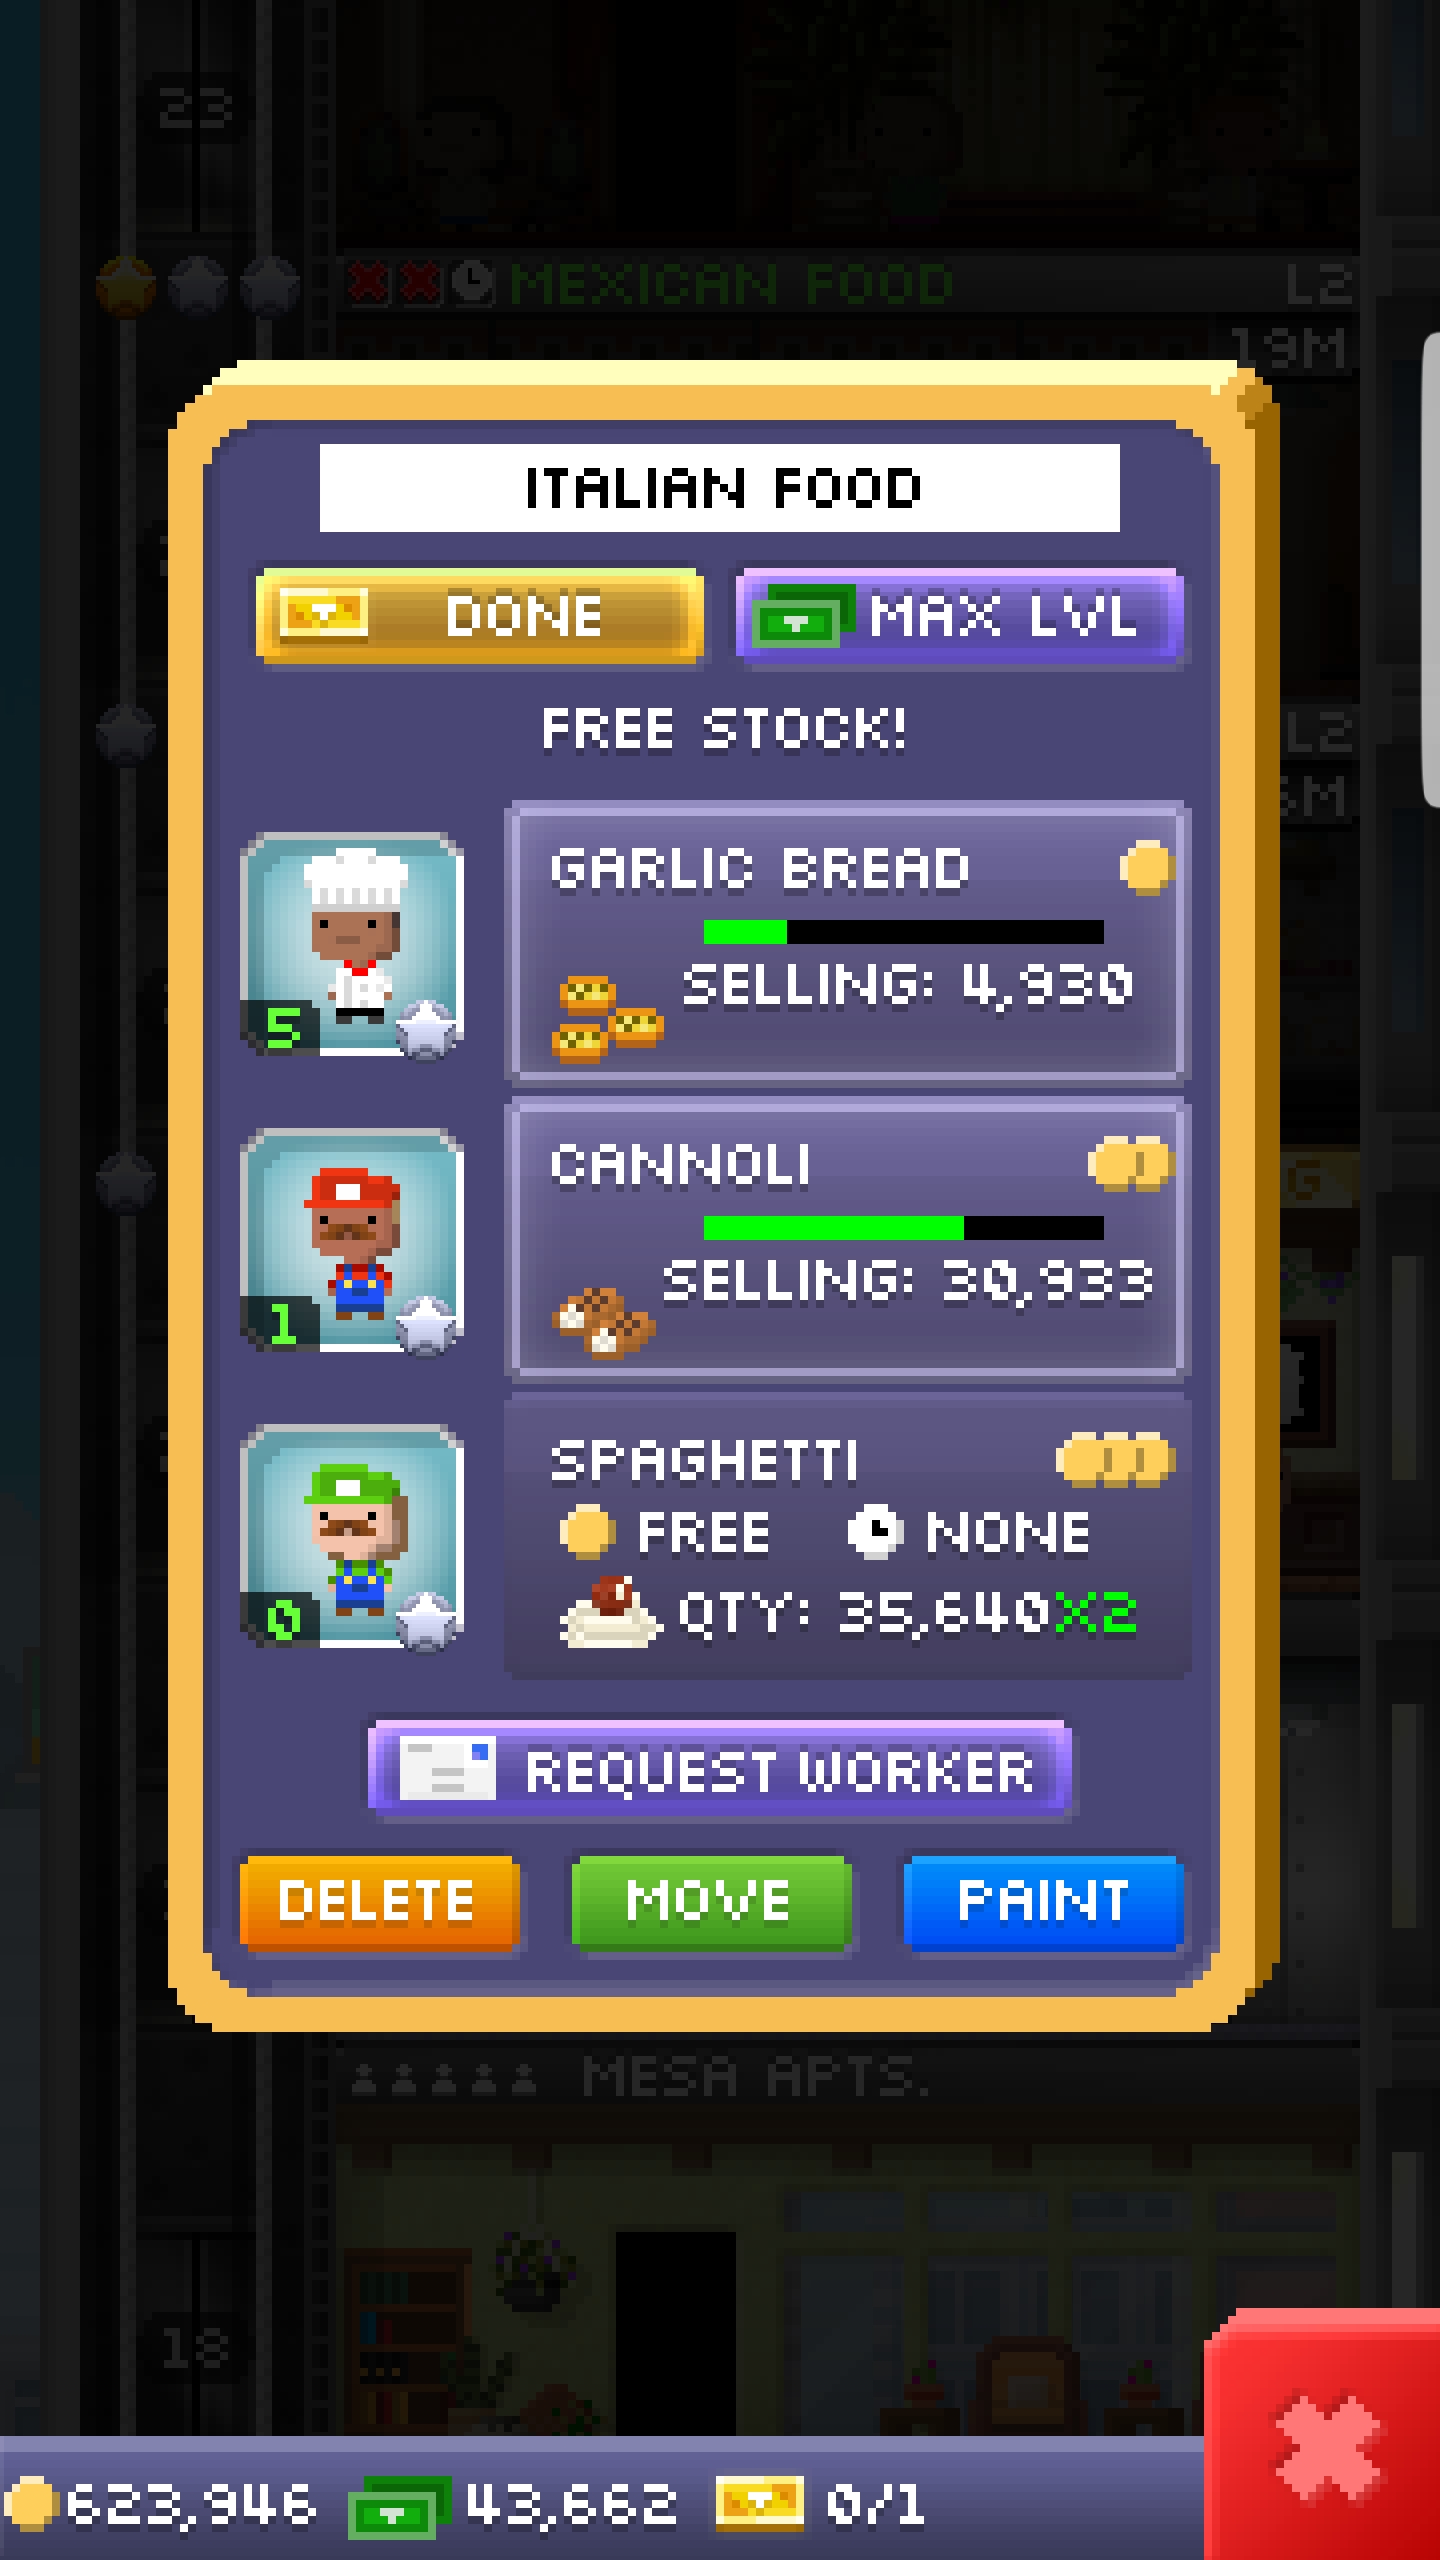 23
MEXICAN FOOD L2
19M
ITALIAN FOOD
DONE MAX LVL
FREE STOCK!
L2
GARLIC BREAD
SELLING: 4,930
5
CANNOLI
SELLING: 30,933
1
SPAGHETTI
FREE NONE
QTY: 35,640X2
0
REQUEST WORKER
DELETE MOVE PAINT
MESA APTS.
18
623,946 43,662 0/1